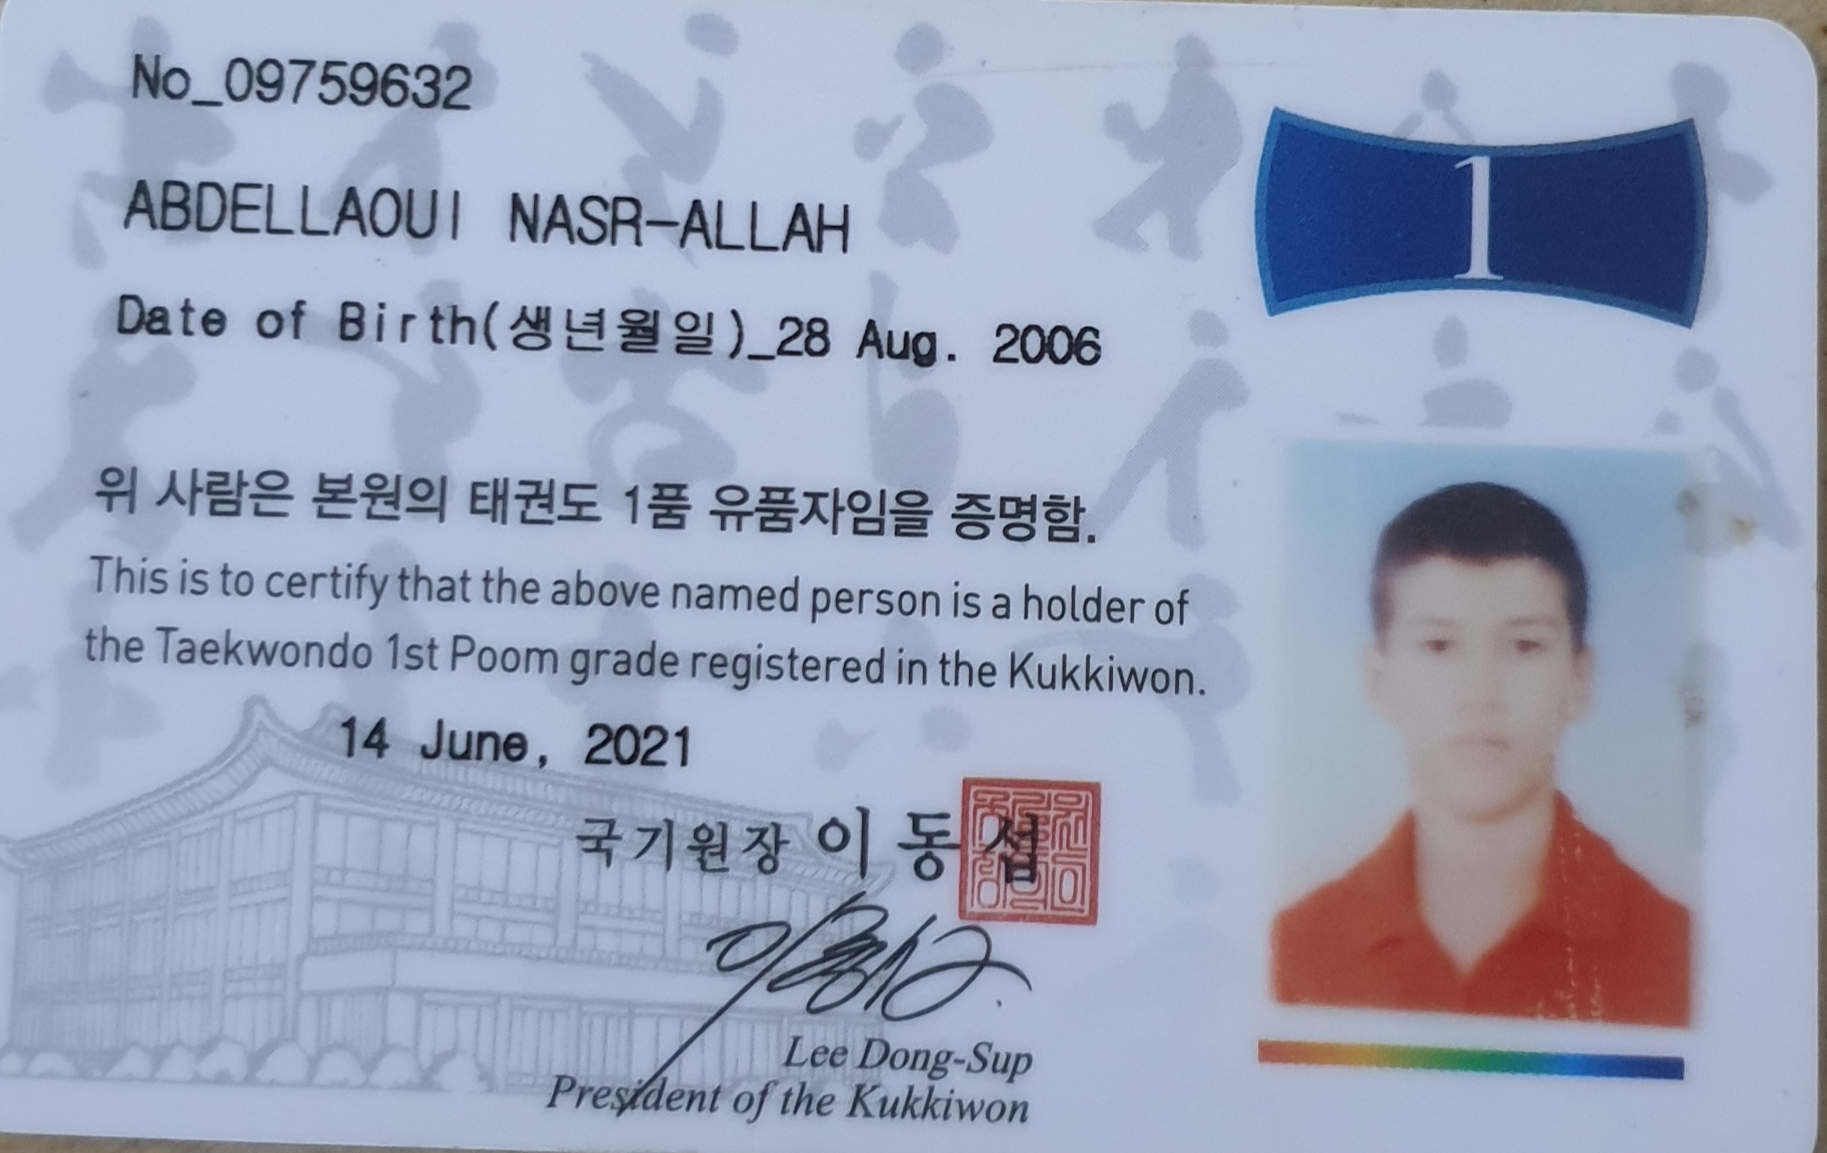 No_09759632
1
ABDELLAOUI NASR-ALLAH
Date of Birth(생년월일)_28 Aug. 2006
위 사람은 본원의 태권도 1품 유품자임을 증명함.
This is to certify that the above named person is a holder of
the Taekwondo 1st Poom grade registered in the Kukkiwon.
14 June, 2021
국기원장 이동섭
Lee Dong-Sup
President of the Kukkiwon